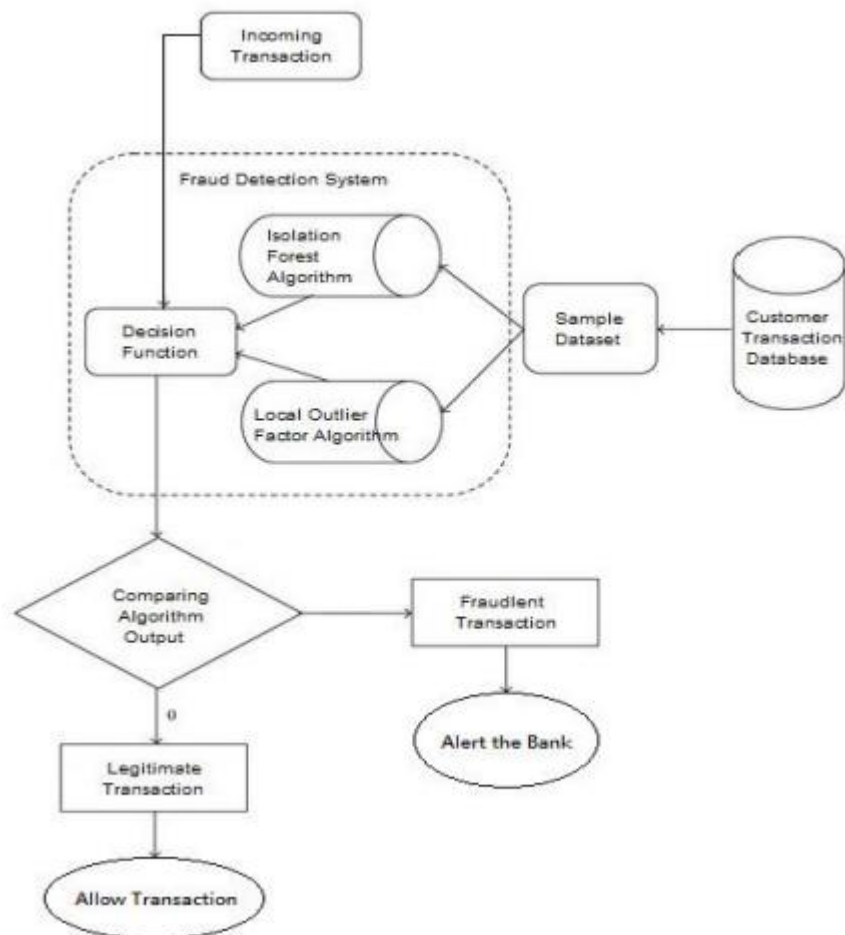 Incoming
Transaction
Fraud Detection System
Isolation
Forest
Algorithm
Decision
Function
Sample
Dataset
Customer
Transaction
Database
Local Outlier
Factor Algorithm
Comparing
Algorithm
Output
Fraudlent
Transaction
0
Alert the Bank
Legitimate
Transaction
Allow Transaction